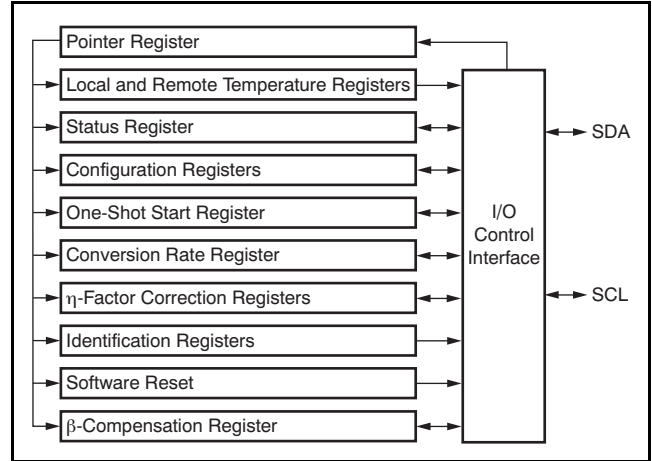 Pointer Register
Local and Remote Temperature Registers
Status Register
Configuration Registers
One-Shot Start Register
Conversion Rate Register
η-Factor Correction Registers
Identification Registers
Software Reset
β-Compensation Register
I/O
Control
Interface
SDA
SCL